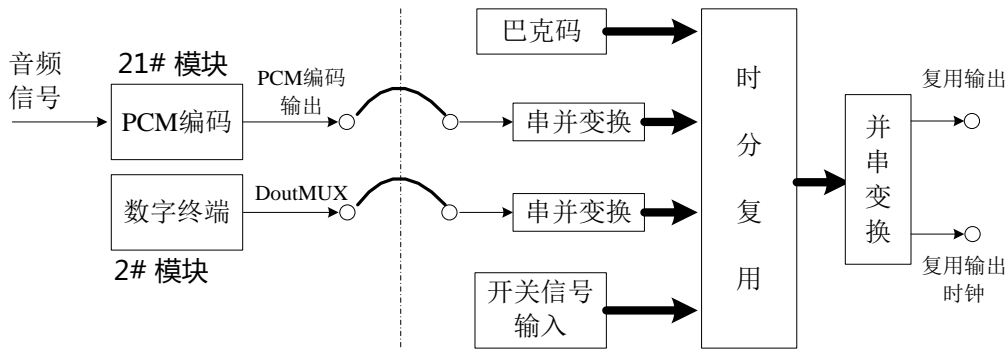 音频
信号
21# 模块
PCM编码
PCM编码
输出
数字终端
DoutMUX
2# 模块
巴克码
串并变换
串并变换
开关信号
输入
时
分
复
用
并
串
变
换
复用输出
复用输出
时钟